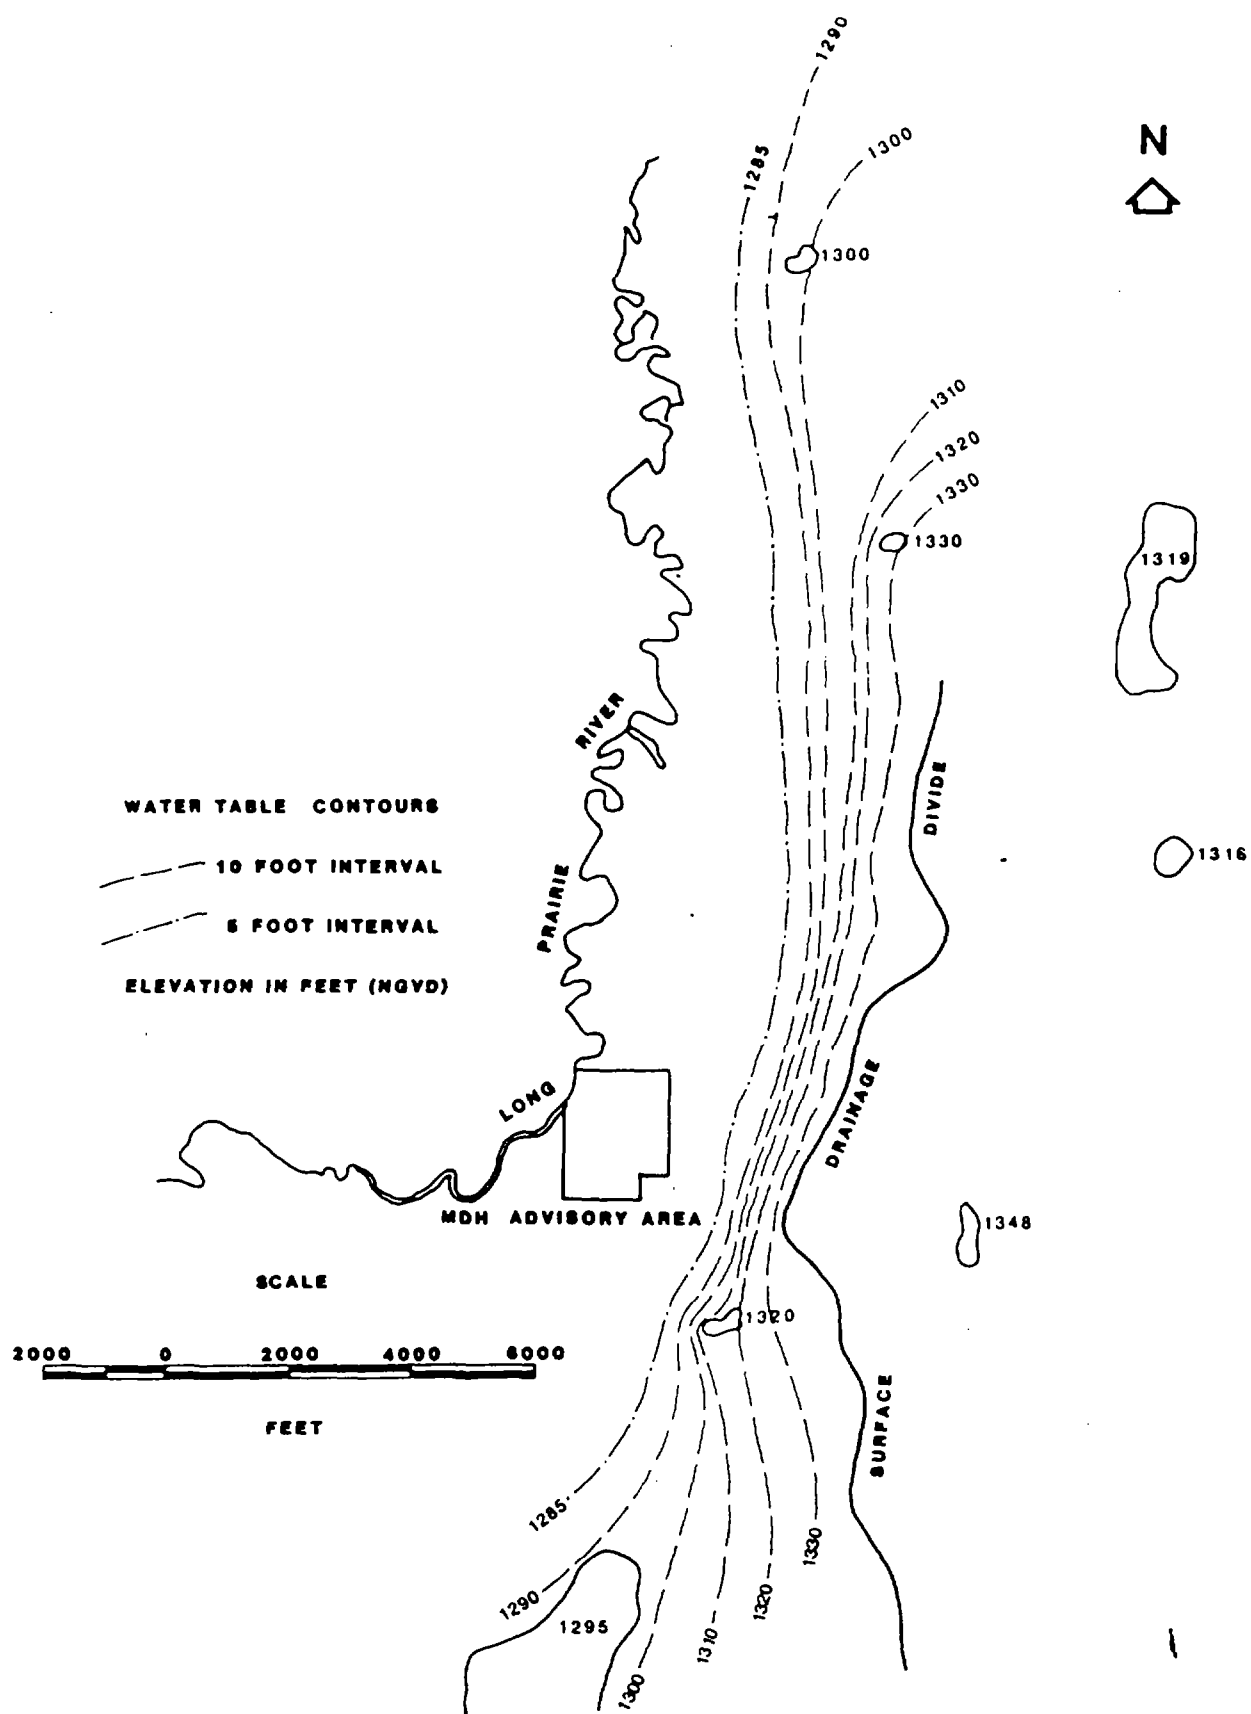 1290
1300
1285
N
1300
1310
1320
1330
1330
1319
RIVER
DIVIDE
WATER TABLE CONTOURS
10 FOOT INTERVAL
1316
PRAIRIE
5 FOOT INTERVAL
ELEVATION IN FEET (NGVD)
LONG
DRAINAGE
MDH ADVISORY AREA
1348
SCALE
1320
2000 0 2000 4000 6000
FEET
SURFACE
1285
1330
1290
1320
1295
1310
1300